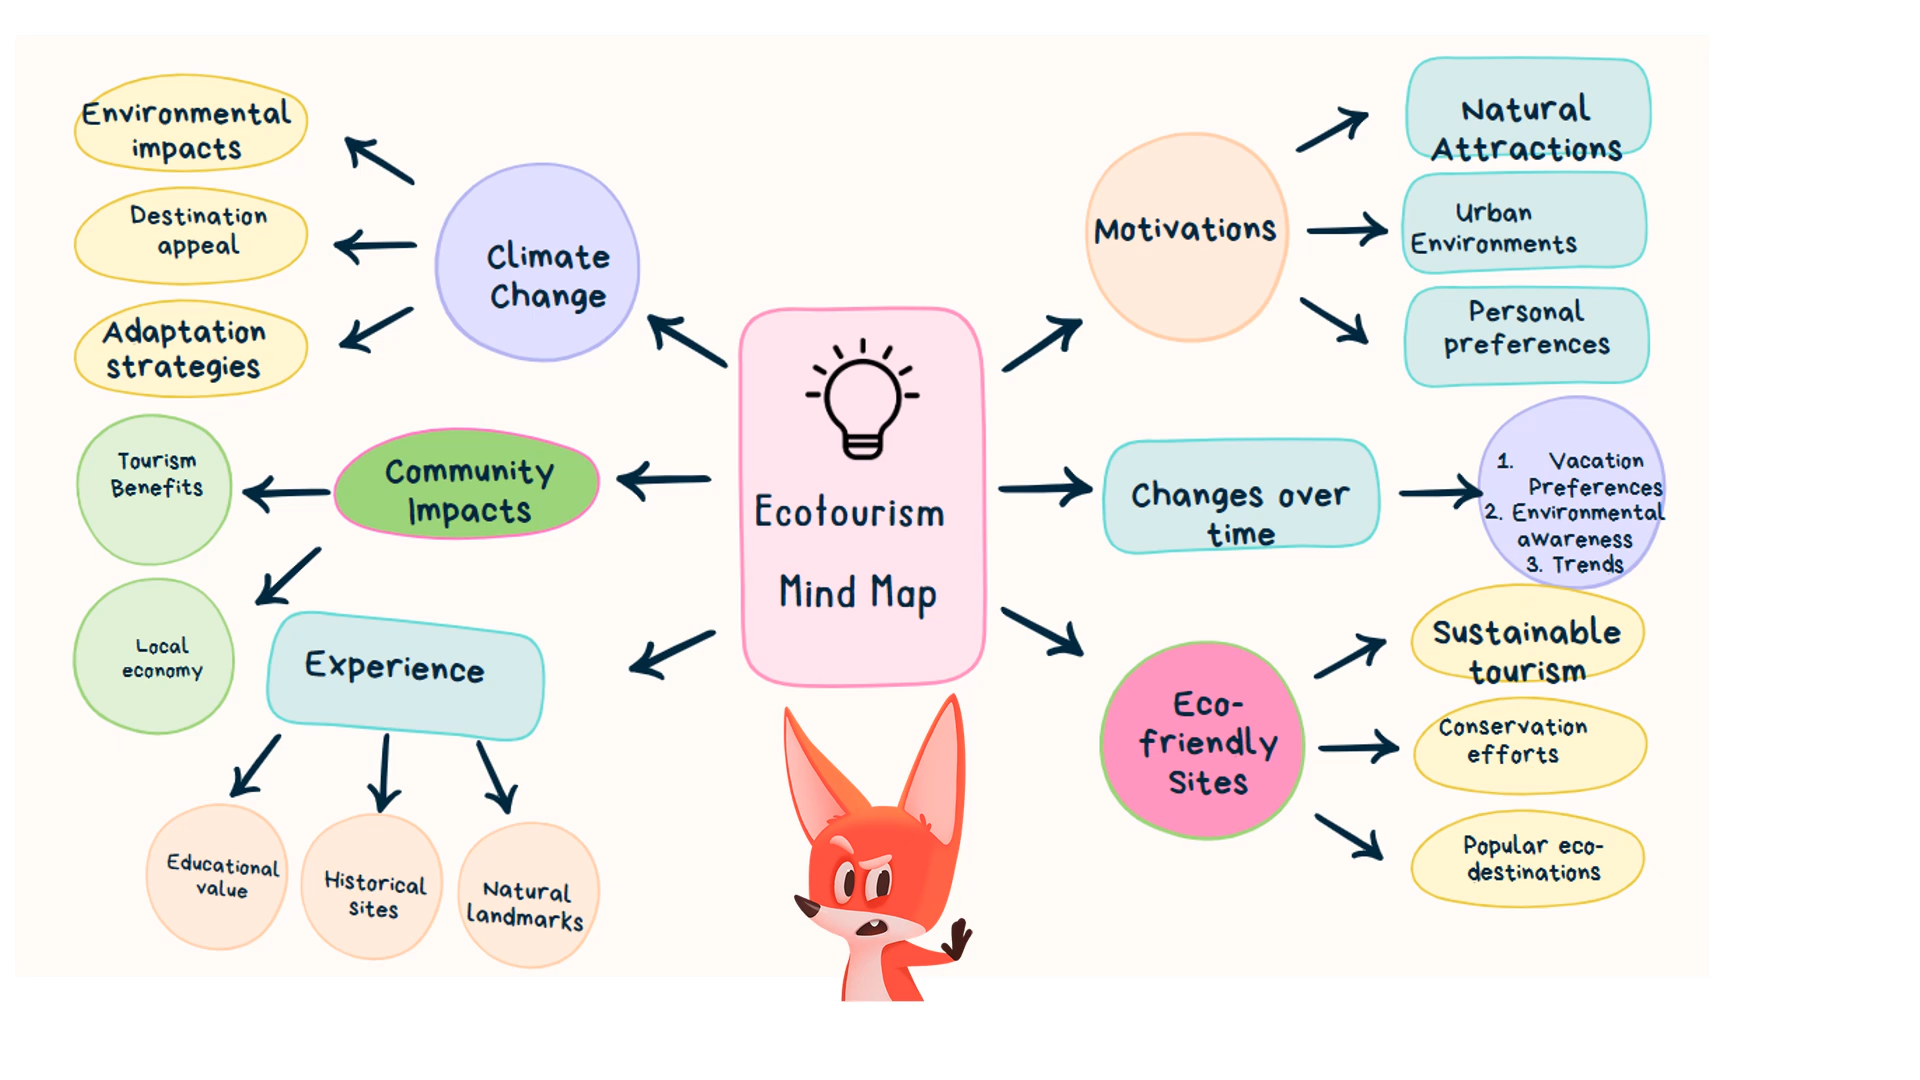 Ecotourism
Mind Map
Climate
Change
Environmental
impacts
Destination
appeal
Adaptation
strategies
Community
Impacts
Tourism
Benefits
Local
economy
Experience
Educational
value
Historical
sites
Natural
landmarks
Motivations
Natural
Attractions
Urban
Environments
Personal
preferences
Changes over
time
1. Vacation
Preferences
2. Environmental
awareness
3. Trends
Eco-
friendly
Sites
Sustainable
tourism
Conservation
efforts
Popular eco-
destinations